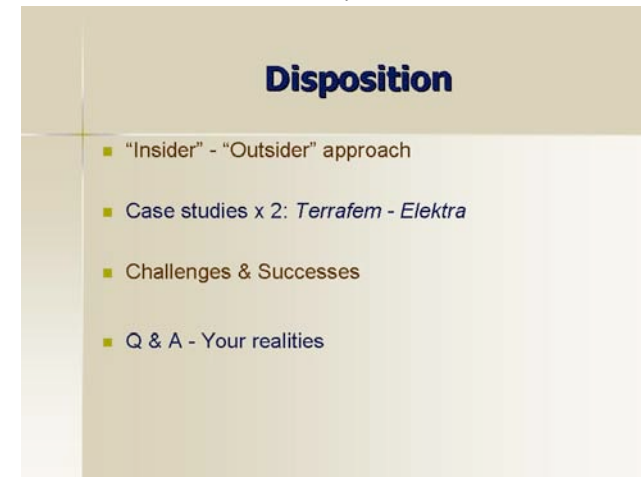 Disposition
“Insider” - “Outsider” approach
Case studies x 2: Terrafem - Elektra
Challenges & Successes
Q & A - Your realities